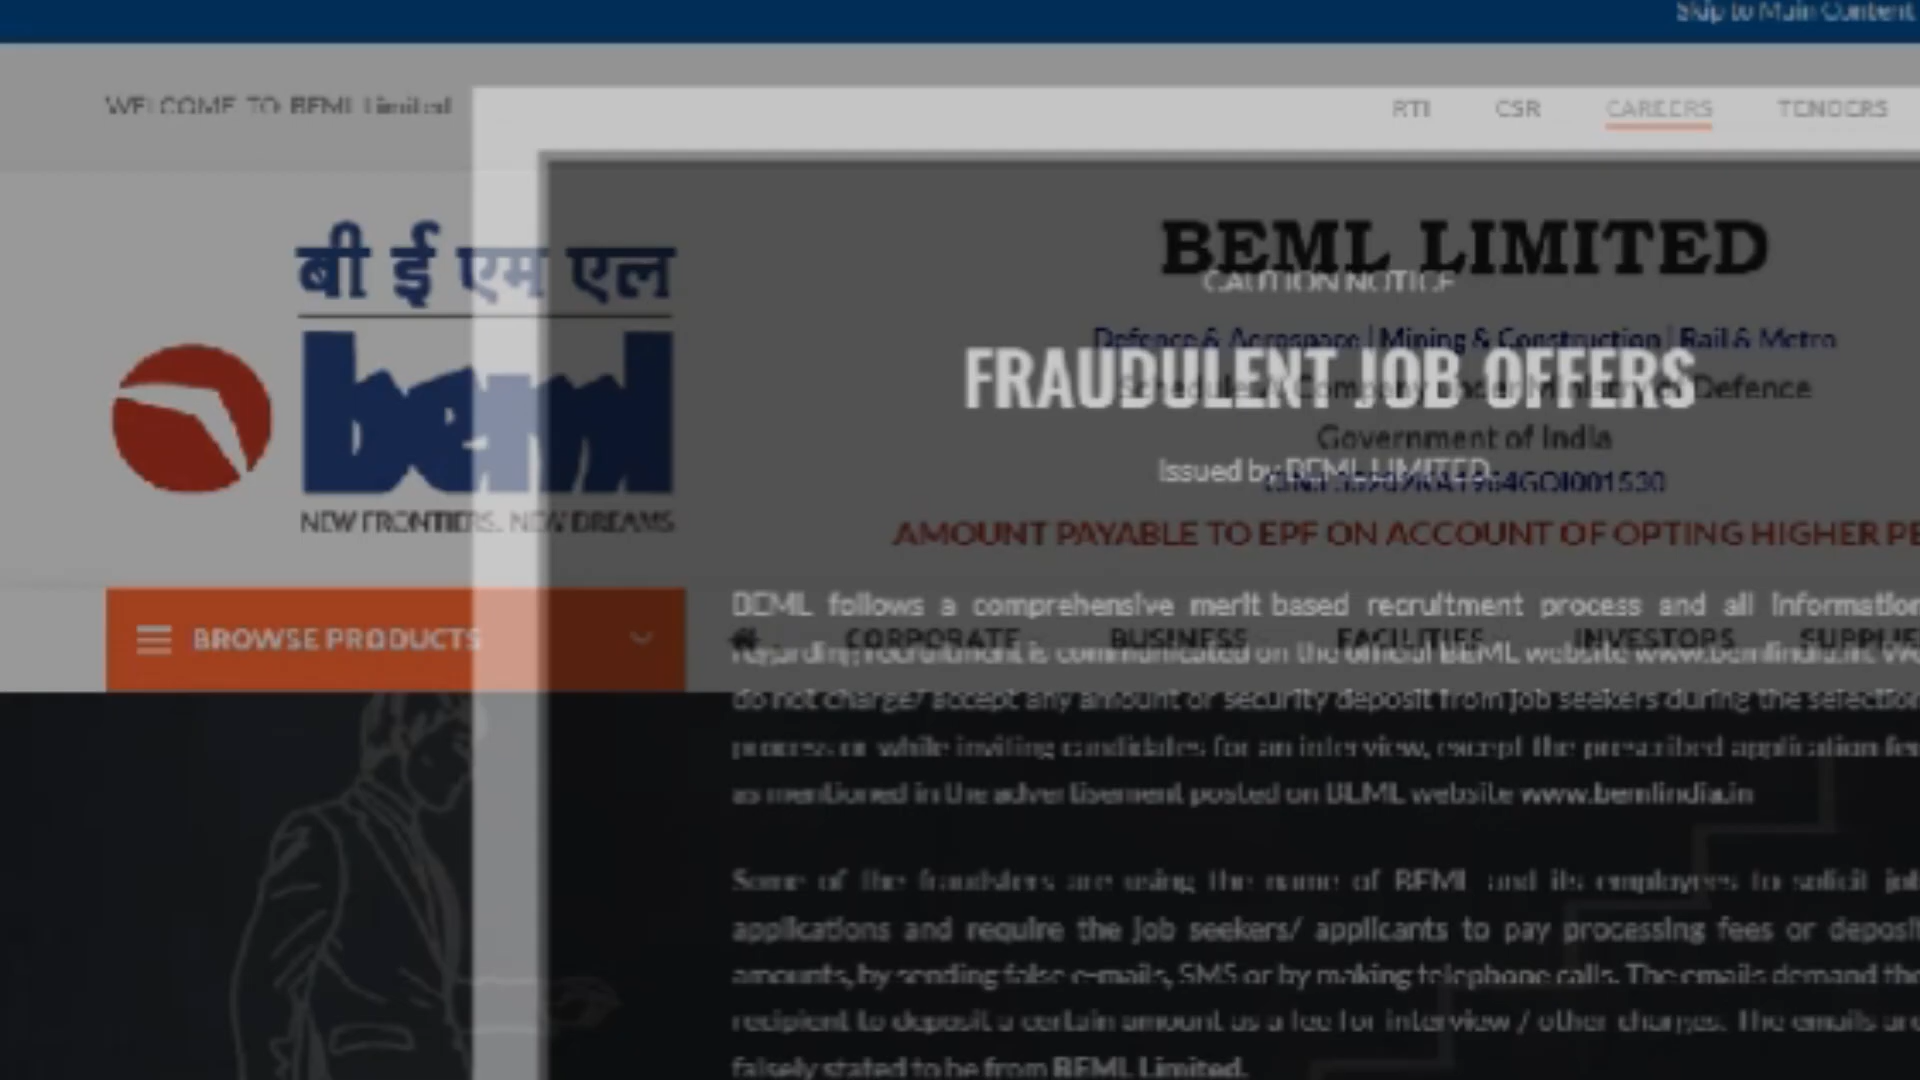 Skip to Main Content
WELCOME TO BEML Limited
RTI CSR CAREERS TENDERS
बी ई एम एल
beml
NEW FRONTIERS. NEW DREAMS
BEML LIMITED
CAUTION NOTICE
Defence & Aerospace | Mining & Construction | Rail & Metro
FRAUDULENT JOB OFFERS
Schedule Company under Ministry of Defence
Government of India
Issued by BEML LIMITED.
AMOUNT PAYABLE TO EPF ON ACCOUNT OF OPTING HIGHER
BROWSE PRODUCTS
CORPORATE BUSINESS FACILITIES INVESTORS
BEML follows a comprehensive merit based recruitment process and all information
regarding recruitment is communicated on the official BEML website
do not charge/ accept any amount or security deposit from job seekers during the selection
process or while inviting candidates for an interview, except the prescribed application
as mentioned in the advertisement posted on BEML website www.bemlindia.in
Some of the fraudsters are using the name of BEML and its employees to solicit job
applications and require the job seekers/ applicants to pay processing fees or deposit
amounts, by sending false e-mails, SMS or by making telephone calls. The emails demand the
recipient to deposit a certain amount as a fee for interview / other charges. The emails are
falsely stated to be from BEML Limited.